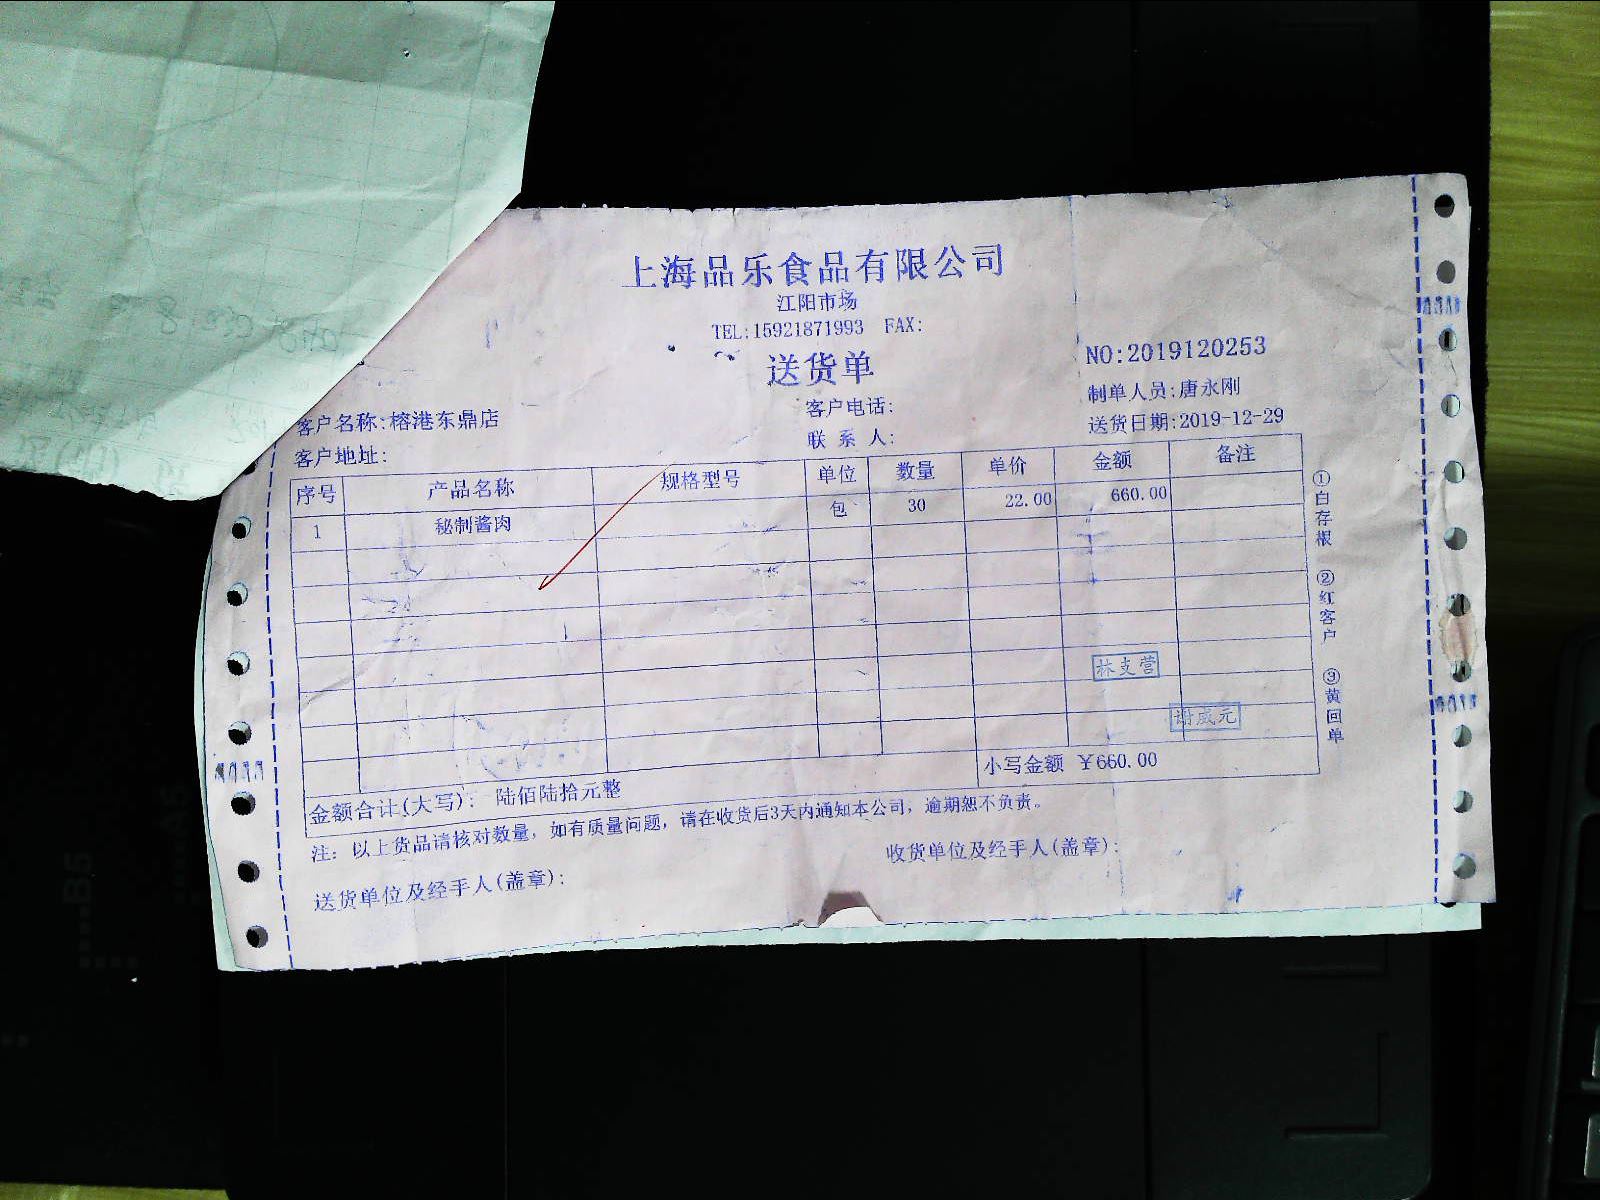 上海品乐食品有限公司
江阳市场
TEL:15921871993 FAX:
送货单
NO:2019120253
制单人员:唐永刚
客户名称:榕港东鼎店 客户电话: 送货日期:2019-12-29
客户地址: 联 系 人:
序号 产品名称 规格型号 单位 数量 单价 金额 备注
1 秘制酱肉 包 30 22.00 660.00
林支营
谢威元
金额合计(大写): 陆佰陆拾元整 小写金额 ￥660.00
注: 以上货品请核对数量, 如有质量问题, 请在收货后3天内通知本公司, 逾期恕不负责。
送货单位及经手人(盖章): 收货单位及经手人(盖章):
①白存根 ②红客户 ③黄回单
B5